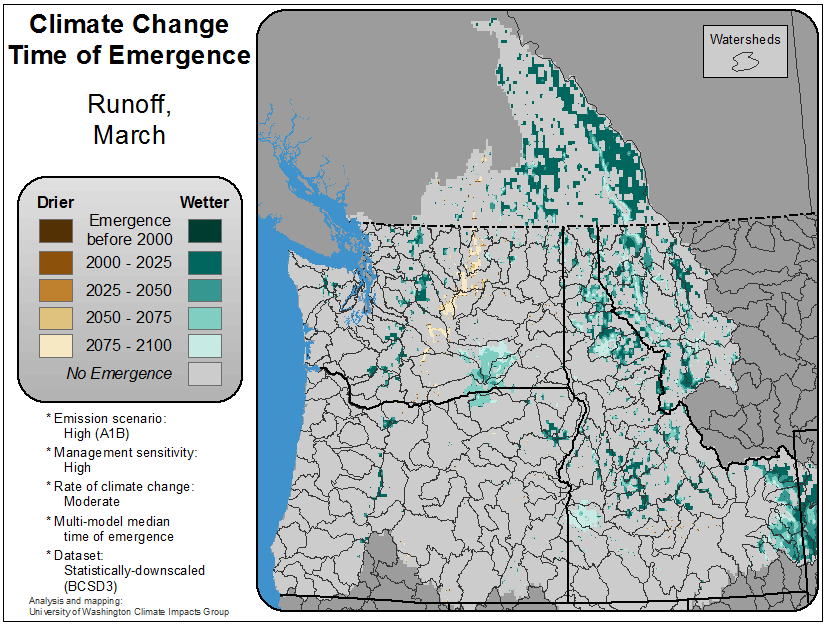 Climate Change
Time of Emergence
Runoff,
March
Watersheds
Drier
Wetter
Emergence
before 2000
2000 - 2025
2025 - 2050
2050 - 2075
2075 - 2100
No Emergence
* Emission scenario:
High (A1B)
* Management sensitivity:
High
* Rate of climate change:
Moderate
* Multi-model median
time of emergence
* Dataset:
Statistically-downscaled
(BCSD3)
Analysis and mapping:
University of Washington Climate Impacts Group